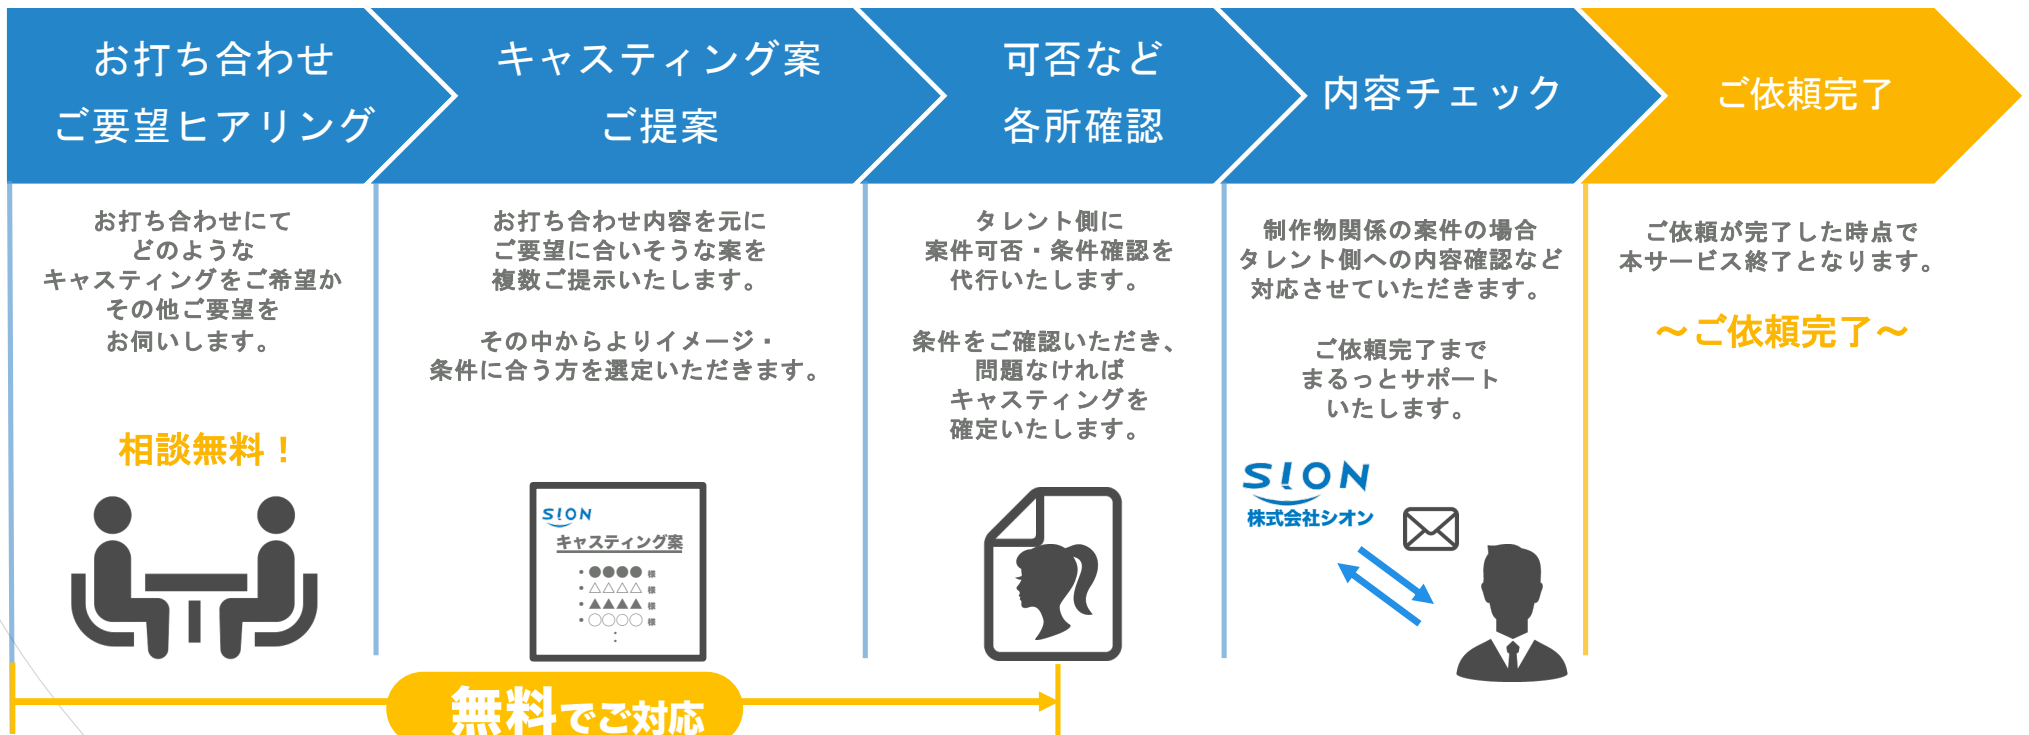 お打ち合わせ
ご要望ヒアリング
キャスティング案
ご提案
可否など
各所確認
内容チェック
ご依頼完了
お打ち合わせにて
どのような
キャスティングをご希望か
その他ご要望を
お伺いします。
相談無料！
お打ち合わせ内容を元に
ご要望に合いそうな案を
複数ご提示いたします。
その中からよりイメージ・
条件に合う方を選定いただきます。
SION
キャスティング案
・●●●● 様
・△△△△ 様
・▲▲▲▲ 様
・○○○○ 様
：
タレント側に
案件可否・条件確認を
代行いたします。
条件をご確認いただき、
問題なければ
キャスティングを
確定いたします。
制作物関係の案件の場合
タレント側への内容確認など
対応させていただきます。
ご依頼完了まで
まるっとサポート
いたします。
SION
株式会社シオン
ご依頼が完了した時点で
本サービス終了となります。
～ご依頼完了～
無料でご対応